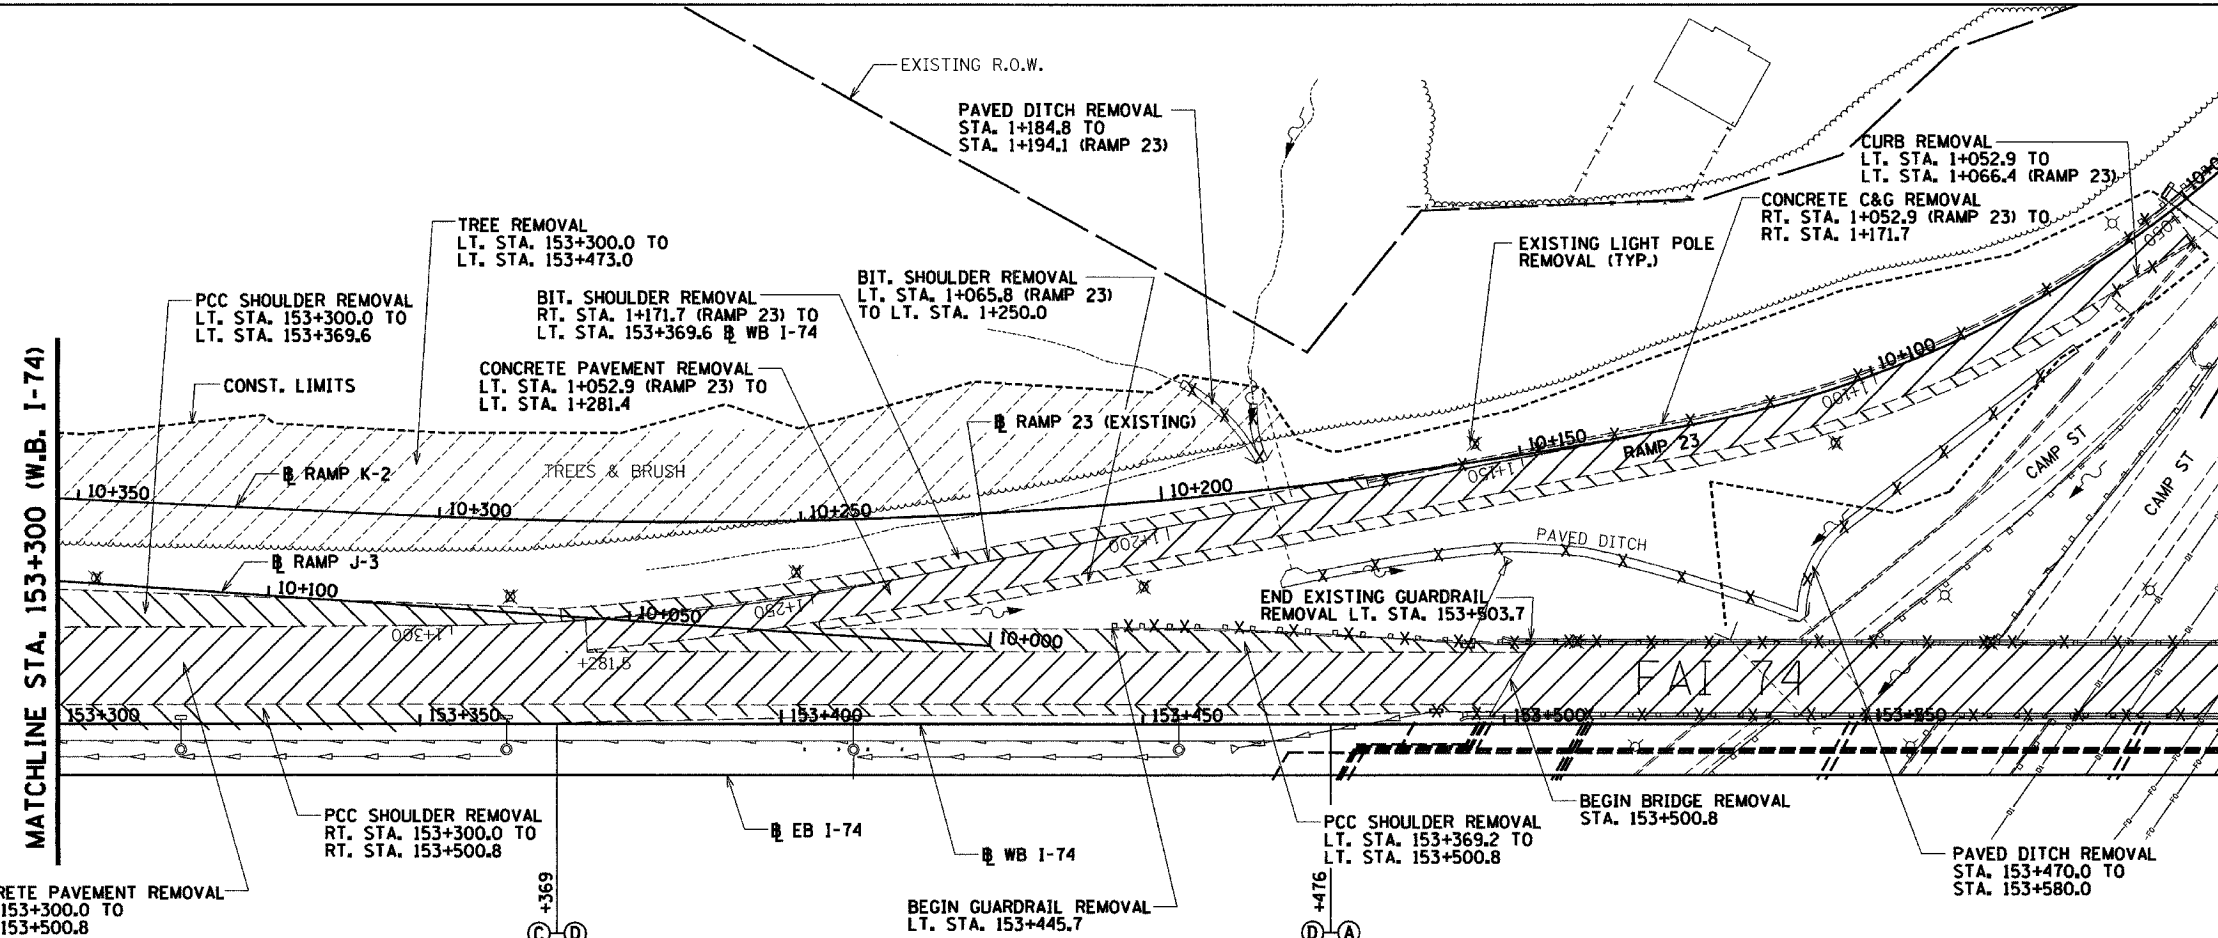 EXISTING R.O.W.
PAVED DITCH REMOVAL
STA. 1+184.8 TO
STA. 1+194.1 (RAMP 23)
CURB REMOVAL
LT. STA. 1+052.9 TO
LT. STA. 1+066.4 (RAMP 23)
CONCRETE C&G REMOVAL
RT. STA. 1+052.9 (RAMP 23) TO
RT. STA. 1+171.7
TREE REMOVAL
LT. STA. 153+300.0 TO
LT. STA. 153+473.0
EXISTING LIGHT POLE
REMOVAL (TYP.)
BIT. SHOULDER REMOVAL
LT. STA. 1+065.8 (RAMP 23)
TO LT. STA. 1+250.0
PCC SHOULDER REMOVAL
LT. STA. 153+300.0 TO
LT. STA. 153+369.6
BIT. SHOULDER REMOVAL
RT. STA. 1+171.7 (RAMP 23) TO
LT. STA. 153+369.6 ℄ WB I-74
CONCRETE PAVEMENT REMOVAL
LT. STA. 1+052.9 (RAMP 23) TO
LT. STA. 1+281.4
CONST. LIMITS
℄ RAMP 23 (EXISTING)
MATCHLINE STA. 153+300 (W.B. I-74)
TREES & BRUSH
℄ RAMP K-2
10+350
10+300
10+250
10+200
10+150
10+100
1+050
1+100
1+150
1+200
1+250
1+300
RAMP 23
CAMP ST
CAMP ST
PAVED DITCH
℄ RAMP J-3
10+100
10+050
10+000
+281.5
END EXISTING GUARDRAIL
REMOVAL LT. STA. 153+503.7
FAI 74
153+300
153+350
153+400
153+450
153+500
153+550
PCC SHOULDER REMOVAL
RT. STA. 153+300.0 TO
RT. STA. 153+500.8
℄ EB I-74
℄ WB I-74
PCC SHOULDER REMOVAL
LT. STA. 153+369.2 TO
LT. STA. 153+500.8
BEGIN BRIDGE REMOVAL
STA. 153+500.8
PAVED DITCH REMOVAL
STA. 153+470.0 TO
STA. 153+580.0
RETE PAVEMENT REMOVAL
153+300.0 TO
153+500.8
BEGIN GUARDRAIL REMOVAL
LT. STA. 153+445.7
+369
C D
+476
D A